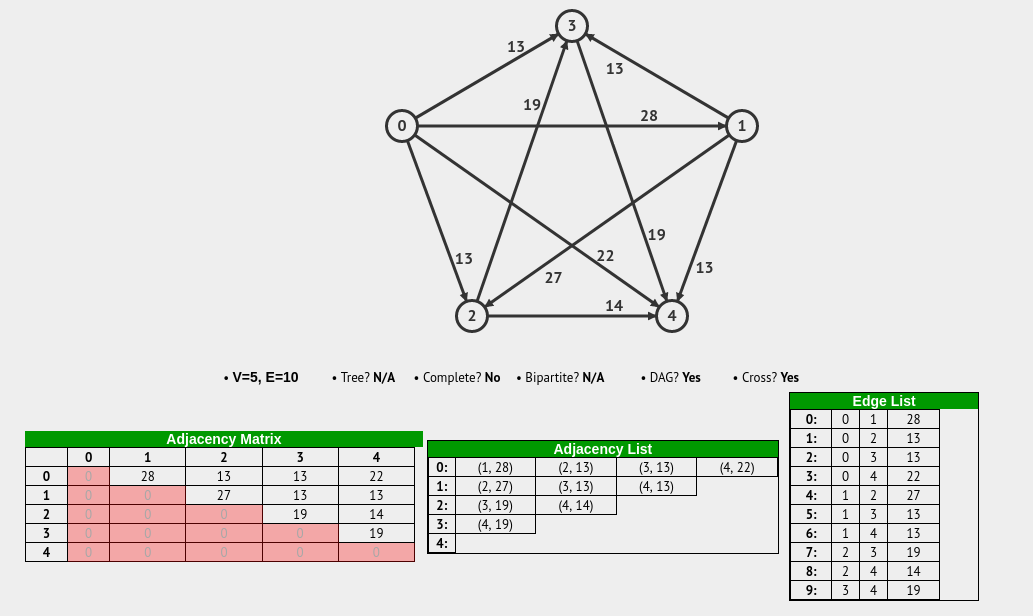 3
13
13
19
28
0
1
19
22
13
13
27
14
2
4
• V=5, E=10 • Tree? N/A • Complete? No • Bipartite? N/A • DAG? Yes • Cross? Yes
Adjacency Matrix
0 1 2 3 4
0 0 28 13 13 22
1 0 0 27 13 13
2 0 0 0 19 14
3 0 0 0 0 19
4 0 0 0 0 0
Adjacency List
0: (1, 28) (2, 13) (3, 13) (4, 22)
1: (2, 27) (3, 13) (4, 13)
2: (3, 19) (4, 14)
3: (4, 19)
4:
Edge List
0: 0 1 28
1: 0 2 13
2: 0 3 13
3: 0 4 22
4: 1 2 27
5: 1 3 13
6: 1 4 13
7: 2 3 19
8: 2 4 14
9: 3 4 19